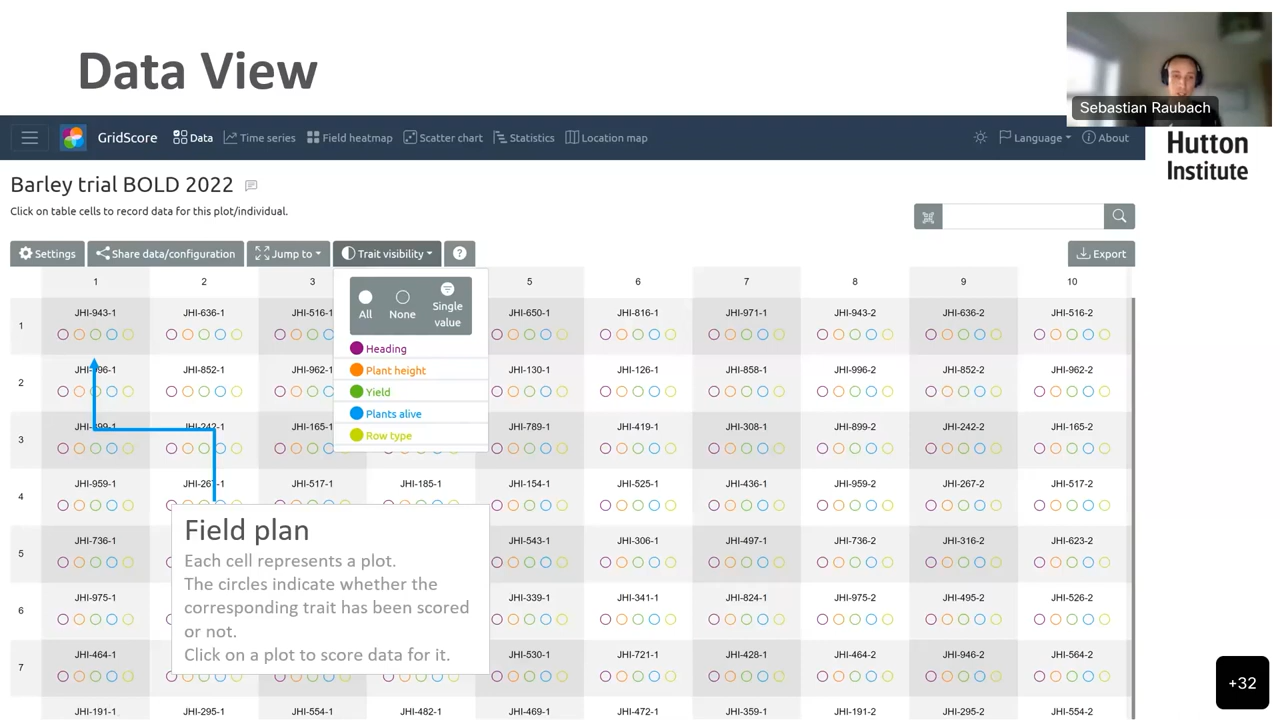 Data View
Sebastian Raubach
Hutton
Institute
GridScore Data Time series Field heatmap Scatter chart Statistics Location map Language About
Barley trial BOLD 2022
Click on table cells to record data for this plot/individual.
Settings Share data/configuration Jump to Trait visibility ? Export
1 2 3 5 6 7 8 9 10
All None Single
value
Heading
Plant height
Yield
Plants alive
Row type
1 JHI-943-1 JHI-636-1 JHI-516-1 JHI-650-1 JHI-816-1 JHI-971-1 JHI-943-2 JHI-636-2 JHI-516-2
2 JHI-852-1 JHI-962-1 JHI-130-1 JHI-126-1 JHI-858-1 JHI-996-2 JHI-852-2 JHI-962-2
3 JHI-242-1 JHI-165-1 JHI-789-1 JHI-419-1 JHI-308-1 JHI-899-2 JHI-242-2 JHI-165-2
4 JHI-959-1 JHI-267-1 JHI-517-1 JHI-185-1 JHI-154-1 JHI-525-1 JHI-436-1 JHI-959-2 JHI-267-2 JHI-517-2
5 JHI-736-1 JHI-543-1 JHI-306-1 JHI-497-1 JHI-736-2 JHI-316-2 JHI-623-2
6 JHI-975-1 JHI-339-1 JHI-341-1 JHI-824-1 JHI-975-2 JHI-495-2 JHI-526-2
7 JHI-464-1 JHI-530-1 JHI-721-1 JHI-428-1 JHI-464-2 JHI-946-2 JHI-564-2
JHI-191-1 JHI-295-1 JHI-554-1 JHI-482-1 JHI-469-1 JHI-472-1 JHI-359-1 JHI-191-2 JHI-295-2 JHI-554-2
Field plan
Each cell represents a plot.
The circles indicate whether the
corresponding trait has been scored
or not.
Click on a plot to score data for it.
+32